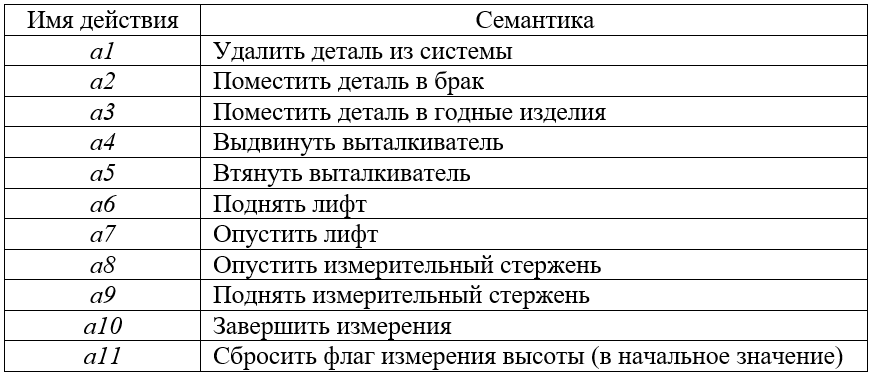 Имя действия Семантика
a1 Удалить деталь из системы
a2 Поместить деталь в брак
a3 Поместить деталь в годные изделия
a4 Выдвинуть выталкиватель
a5 Втянуть выталкиватель
a6 Поднять лифт
a7 Опустить лифт
a8 Опустить измерительный стержень
a9 Поднять измерительный стержень
a10 Завершить измерения
a11 Сбросить флаг измерения высоты (в начальное значение)